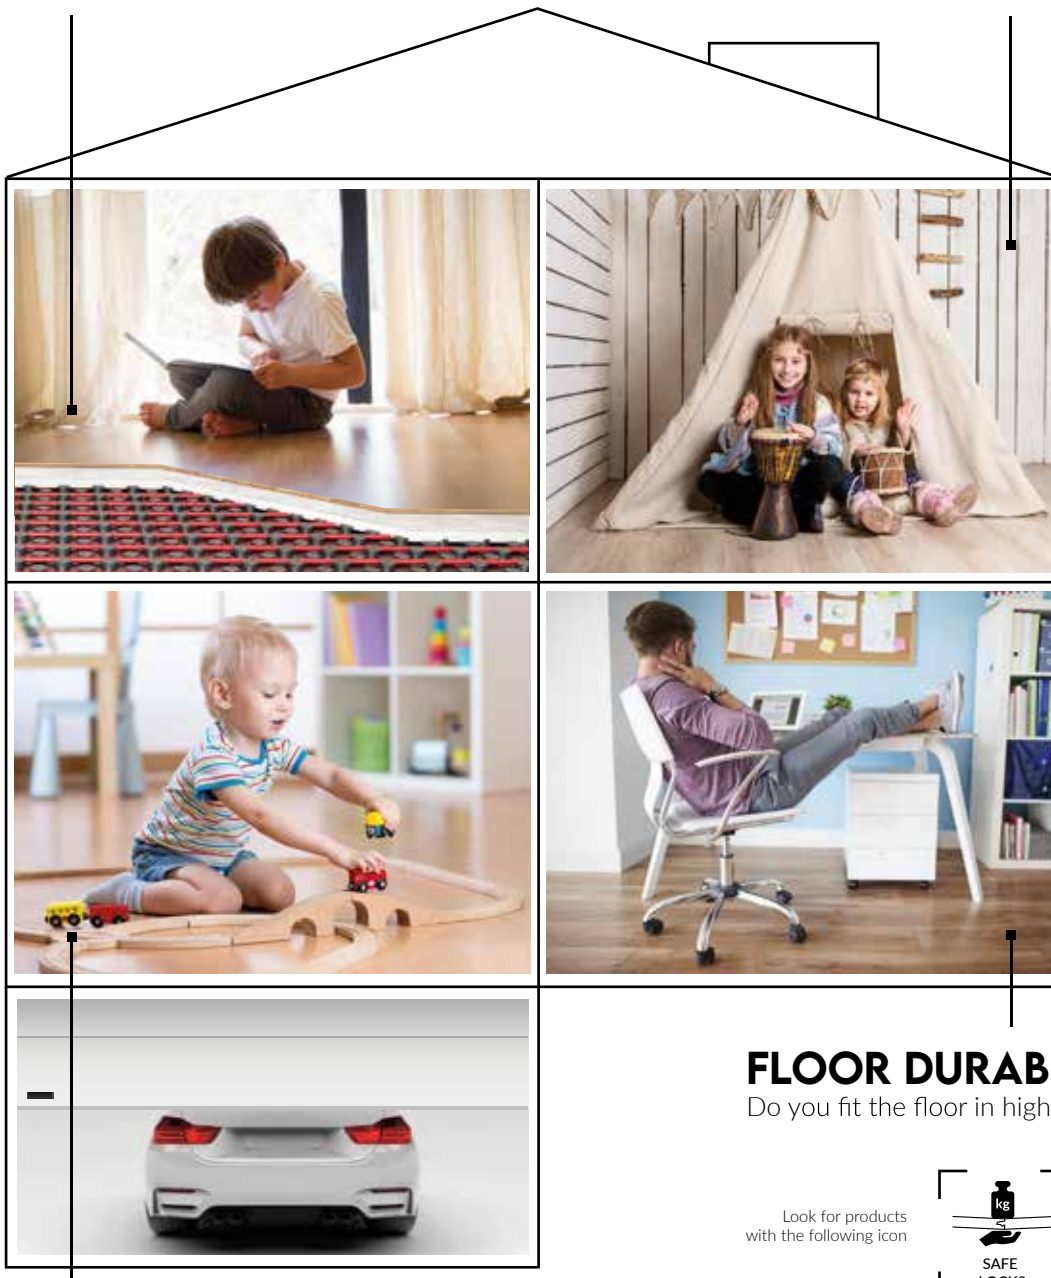 FLOOR DURAB
Do you fit the floor in high
Look for products
with the following icon
kg
SAFE